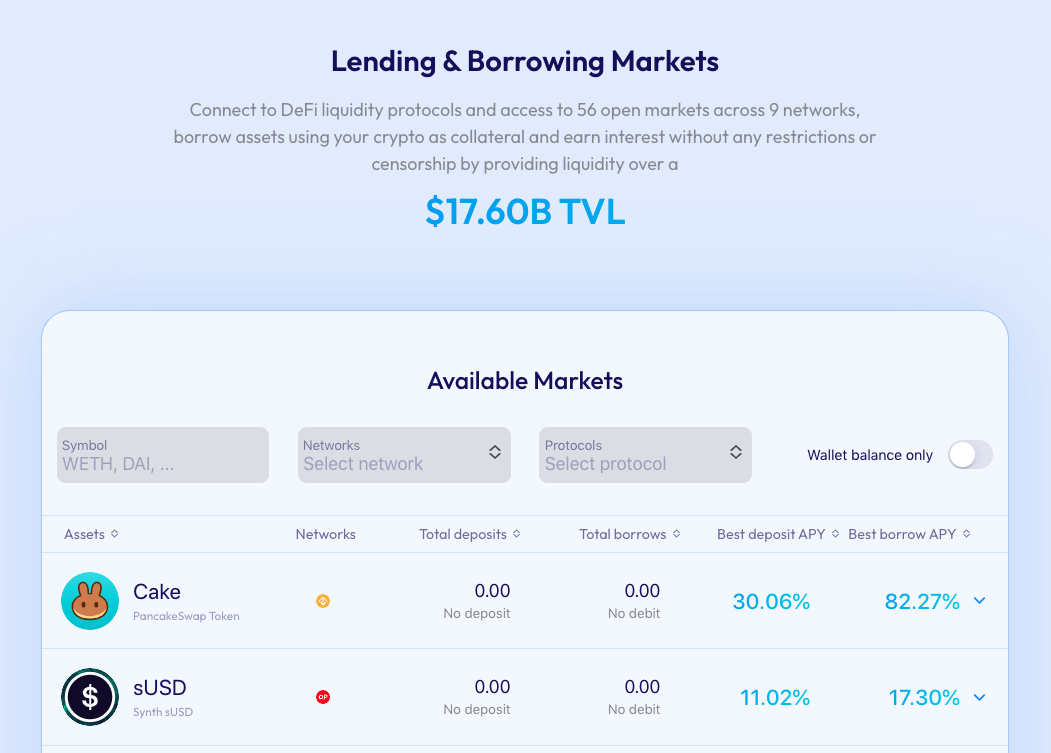 Lending & Borrowing Markets
Connect to DeFi liquidity protocols and access to 56 open markets across 9 networks,
borrow assets using your crypto as collateral and earn interest without any restrictions or
censorship by providing liquidity over a
$17.60B TVL
Available Markets
Symbol
WETH, DAI, ...
Networks
Select network
Protocols
Select protocol
Wallet balance only
Assets Networks Total deposits Total borrows Best deposit APY Best borrow APY
Cake
PancakeSwap Token
0.00
No deposit
0.00
No debit
30.06%
82.27%
$
sUSD
Synth sUSD
OP
0.00
No deposit
0.00
No debit
11.02%
17.30%